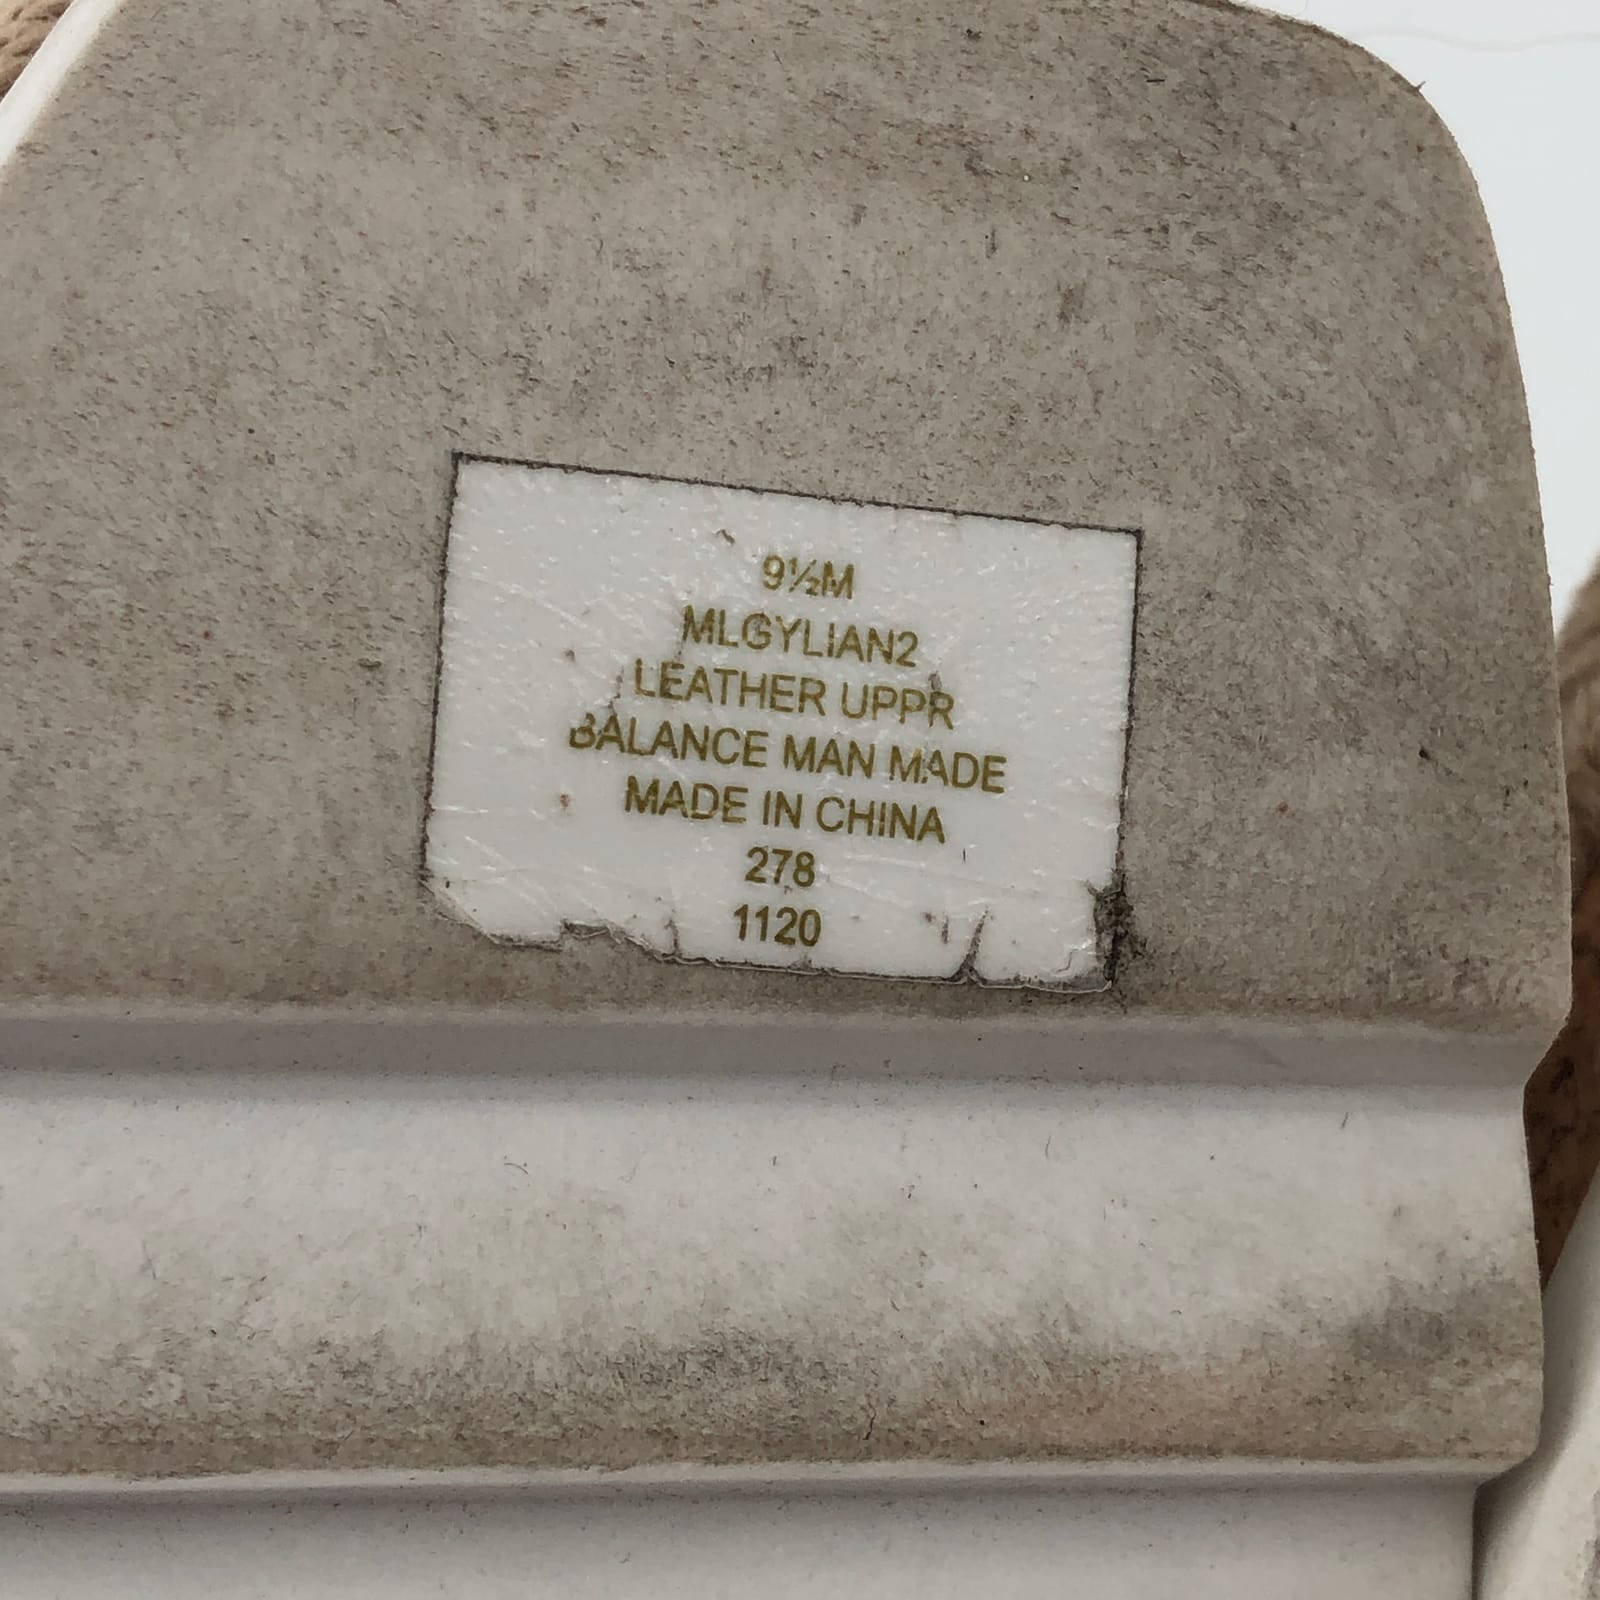 9½M
MLGYLIAN2
LEATHER UPPR
BALANCE MAN MADE
MADE IN CHINA
278
1120